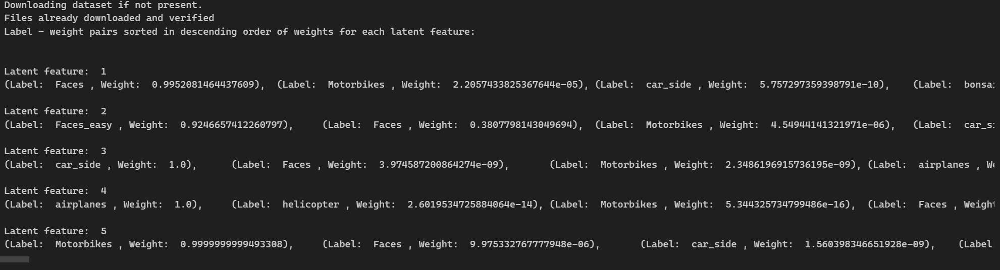 Downloading dataset if not present.
Files already downloaded and verified
Label - weight pairs sorted in descending order of weights for each latent feature:
Latent feature:  1
(Label:  Faces , Weight:  0.9952081464437609),  (Label:  Motorbikes , Weight:  2.2057433825367644e-05), (Label:  car_side , Weight:  5.757297359398791e-10),    (Label:  bonsai
Latent feature:  2
(Label:  Faces_easy , Weight:  0.9246657412260797),     (Label:  Faces , Weight:  0.3807798143049694),  (Label:  Motorbikes , Weight:  4.54944141321971e-06),   (Label:  car_si
Latent feature:  3
(Label:  car_side , Weight:  1.0),      (Label:  Faces , Weight:  3.974587200864274e-09),       (Label:  Motorbikes , Weight:  2.3486196915736195e-09), (Label:  airplanes , We
Latent feature:  4
(Label:  airplanes , Weight:  1.0),     (Label:  helicopter , Weight:  2.6019534725884064e-14), (Label:  Motorbikes , Weight:  5.344325734799486e-16),  (Label:  Faces , Weight
Latent feature:  5
(Label:  Motorbikes , Weight:  0.9999999999493308),     (Label:  Faces , Weight:  9.975332767777948e-06),       (Label:  car_side , Weight:  1.560398346651928e-09),    (Label